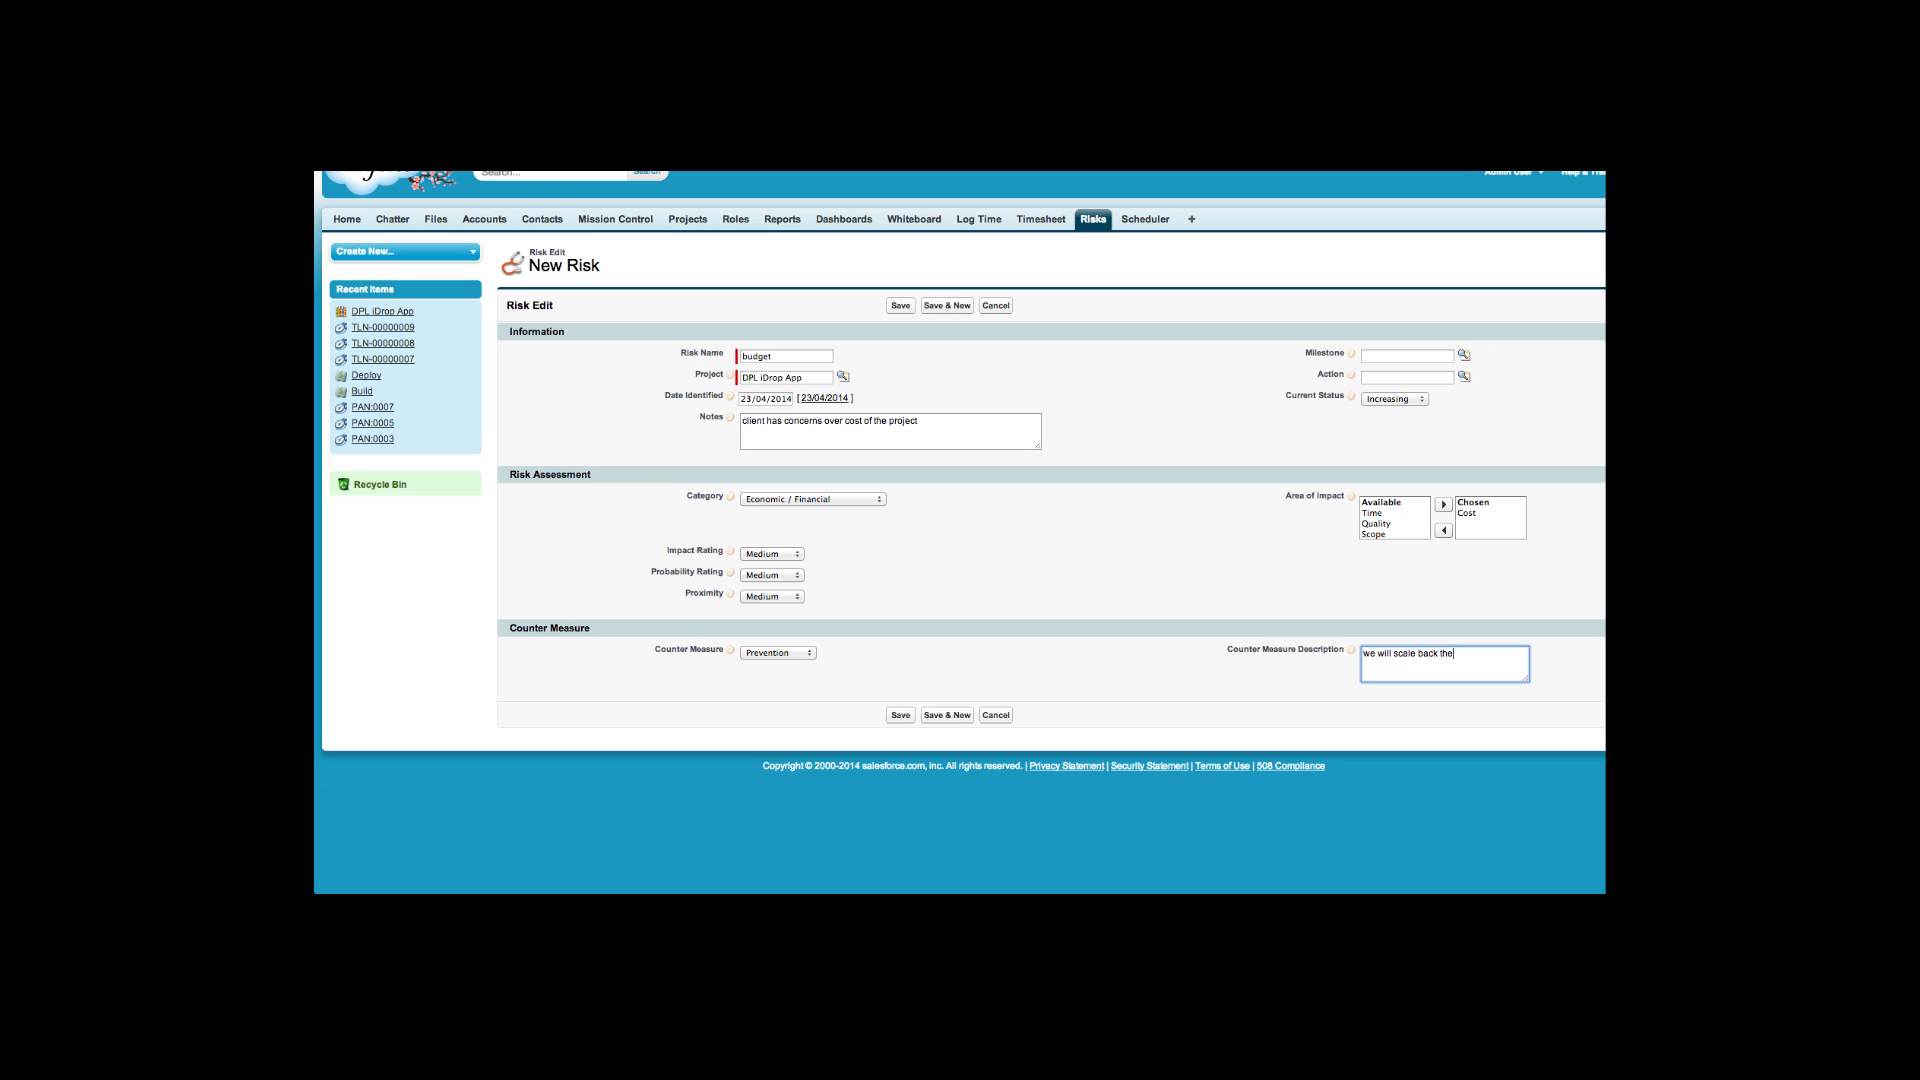 Search... Search Admin User
Home Chatter Files Accounts Contacts Mission Control Projects Roles Reports Dashboards Whiteboard Log Time Timesheet Risks Scheduler +
Create New...
Recent Items
DPL iDrop App
TLN-00000009
TLN-00000008
TLN-00000007
Deploy
Build
PAN:0007
PAN:0005
PAN:0003
Recycle Bin
Risk Edit
New Risk
Risk Edit Save Save & New Cancel
Information
Risk Name budget Milestone
Project DPL iDrop App Action
Date Identified 23/04/2014 [ 23/04/2014 ] Current Status Increasing
Notes client has concerns over cost of the project
Risk Assessment
Category Economic / Financial Area of Impact Available Chosen
Time Cost
Quality
Scope
Impact Rating Medium
Probability Rating Medium
Proximity Medium
Counter Measure
Counter Measure Prevention Counter Measure Description we will scale back the
Save Save & New Cancel
Copyright © 2000-2014 salesforce.com, inc. All rights reserved. | Privacy Statement | Security Statement | Terms of Use | 508 Compliance